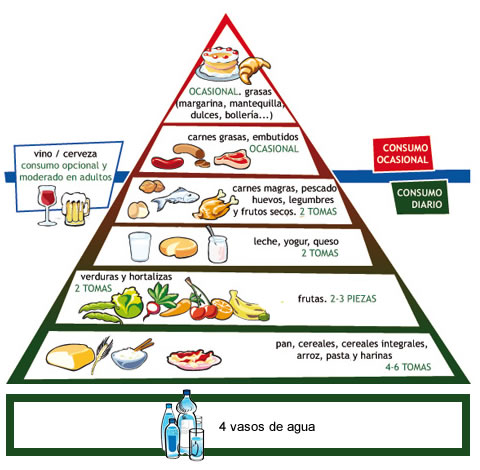 OCASIONAL. grasas
(margarina, mantequilla,
dulces, bollería...)
carnes grasas, embutidos
OCASIONAL
vino / cerveza
consumo opcional y
moderado en adultos
CONSUMO
OCASIONAL
CONSUMO
DIARIO
carnes magras, pescado
huevos, legumbres
y frutos secos. 2 TOMAS
leche, yogur, queso
2 TOMAS
verduras y hortalizas
2 TOMAS
frutas. 2-3 PIEZAS
pan, cereales, cereales integrales,
arroz, pasta y harinas
4-6 TOMAS
4 vasos de agua